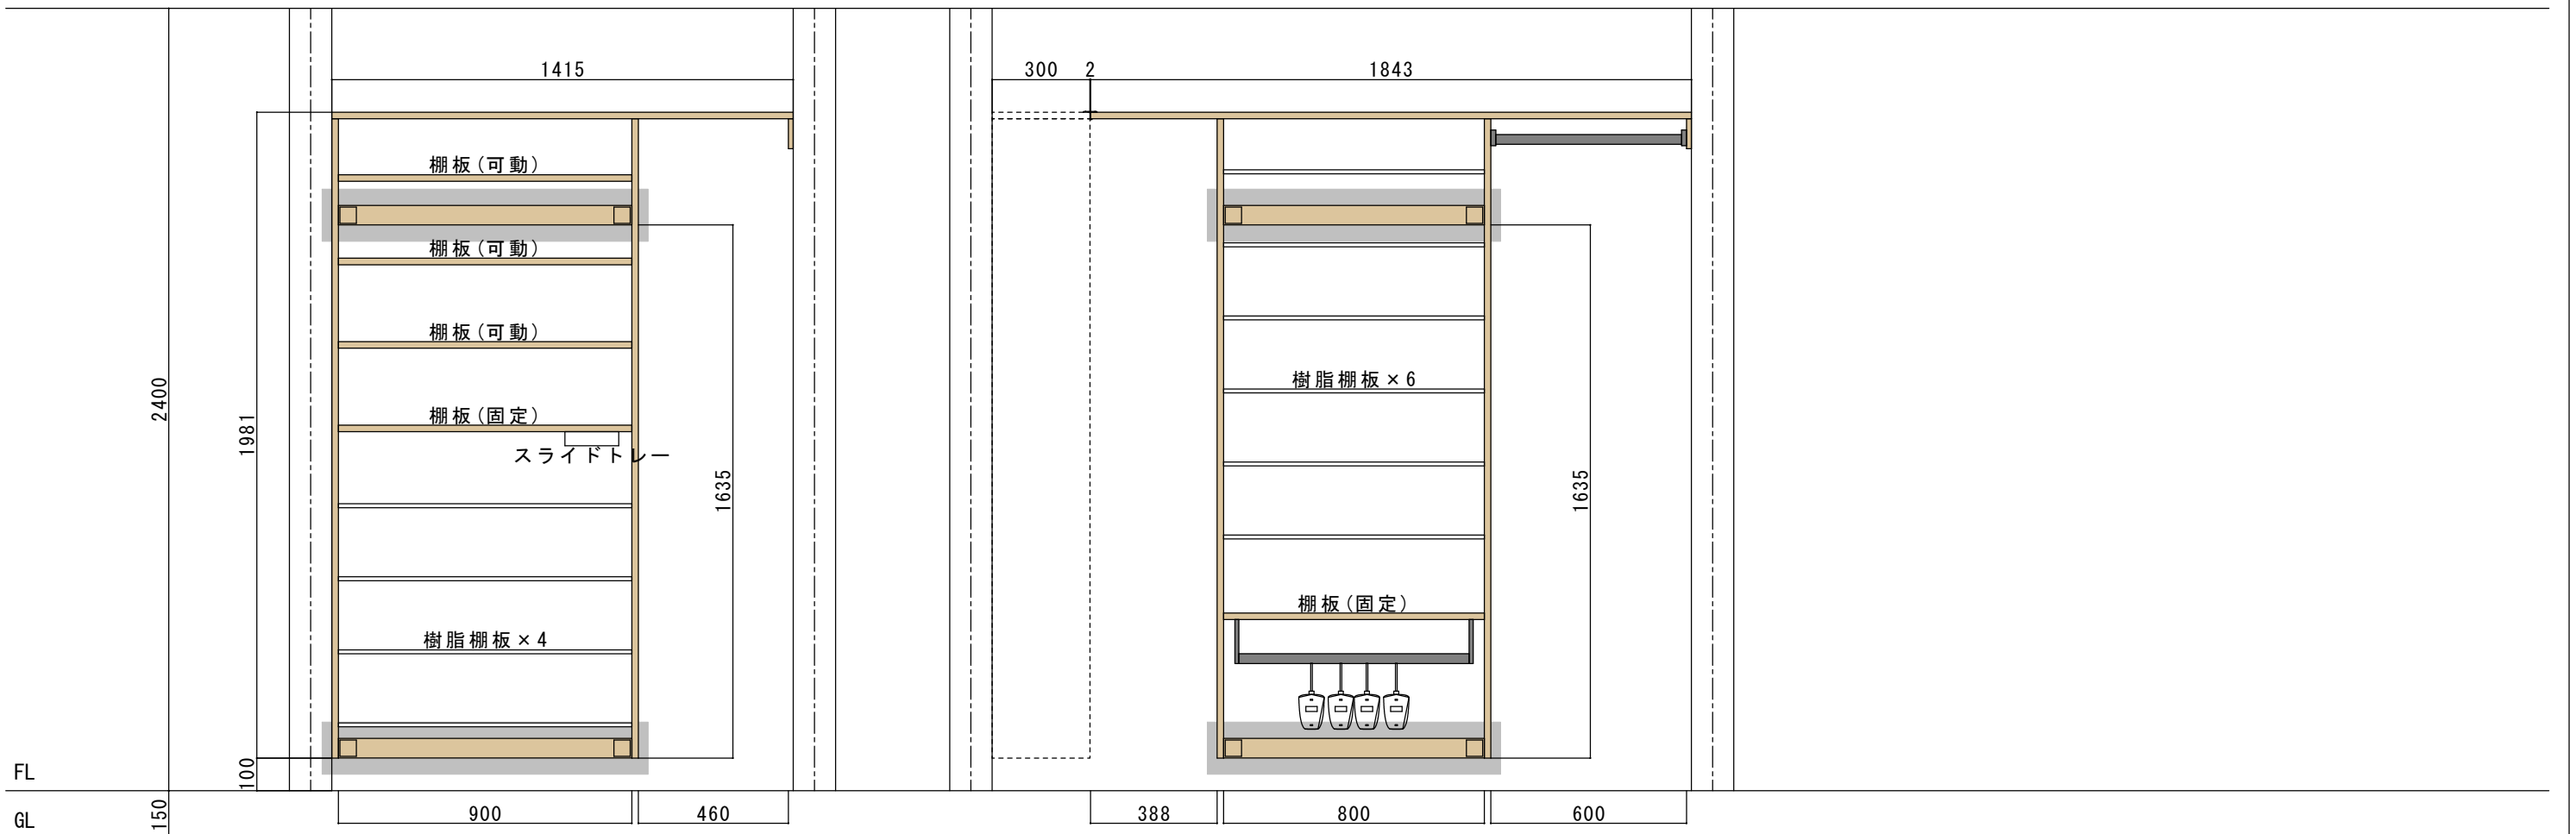 1415
300 2 1843
棚板(可動)
棚板(可動)
棚板(可動)
棚板(固定)
スライドトレー
樹脂棚板×4
2400
1981
1635
100
150
樹脂棚板×6
棚板(固定)
1635
FL
GL
900 460 388 800 600